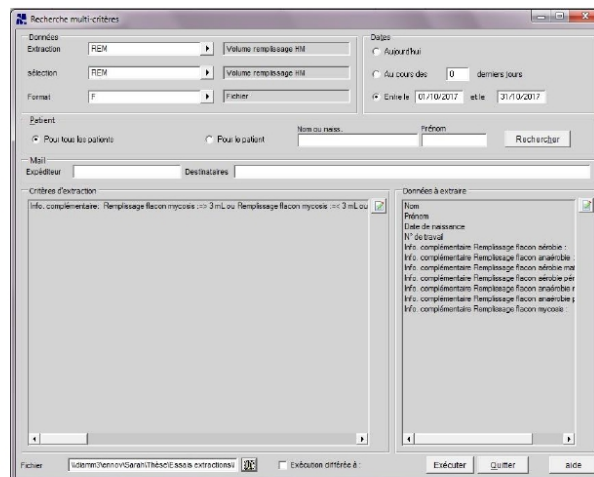 Recherche multi-critères
Données
Extraction REM Volume remplissage HM
sélection REM Volume remplissage HM
Format F Fichier
Dates
Aujourd'hui
Au cours des 0 derniers jours
Entre le 01/10/2017 et le 31/10/2017
Patient
Pour tous les patients
Pour le patient
Nom ou naiss. Prénom
Rechercher
Mail
Expéditeur Destinataires
Critères d'extraction
Info. complémentaire: Remplissage flacon mycosis :=> 3 mL ou Remplissage flacon mycosis :=< 3 mL ou
Données à extraire
Nom
Prénom
Date de naissance
N° de travail
Info. complémentaire Remplissage flacon aérobie :
Info. complémentaire Remplissage flacon anaérobie :
Info. complémentaire Remplissage flacon aérobie mat
Info. complémentaire Remplissage flacon aérobie pér
Info. complémentaire Remplissage flacon anaérobie r
Info. complémentaire Remplissage flacon anaérobie p
Info. complémentaire Remplissage flacon mycosis :
Fichier Exécution différée à :
Exécuter Quitter aide